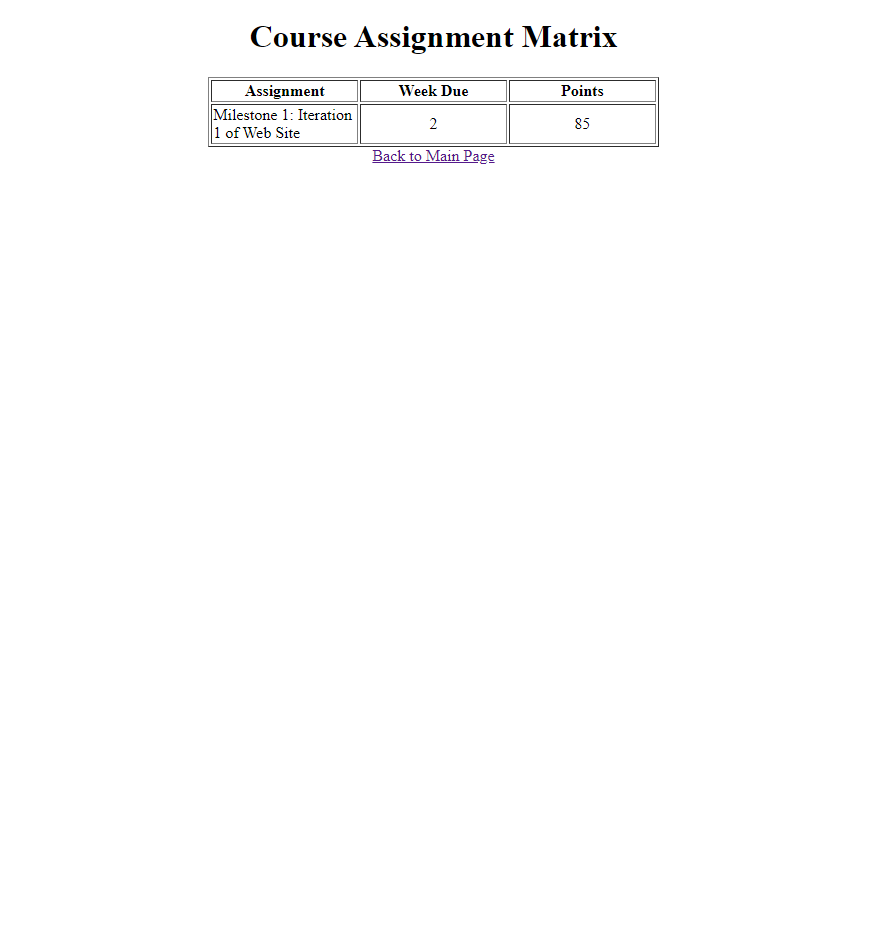 Course Assignment Matrix
Assignment Week Due Points
Milestone 1: Iteration
1 of Web Site
2 85
Back to Main Page